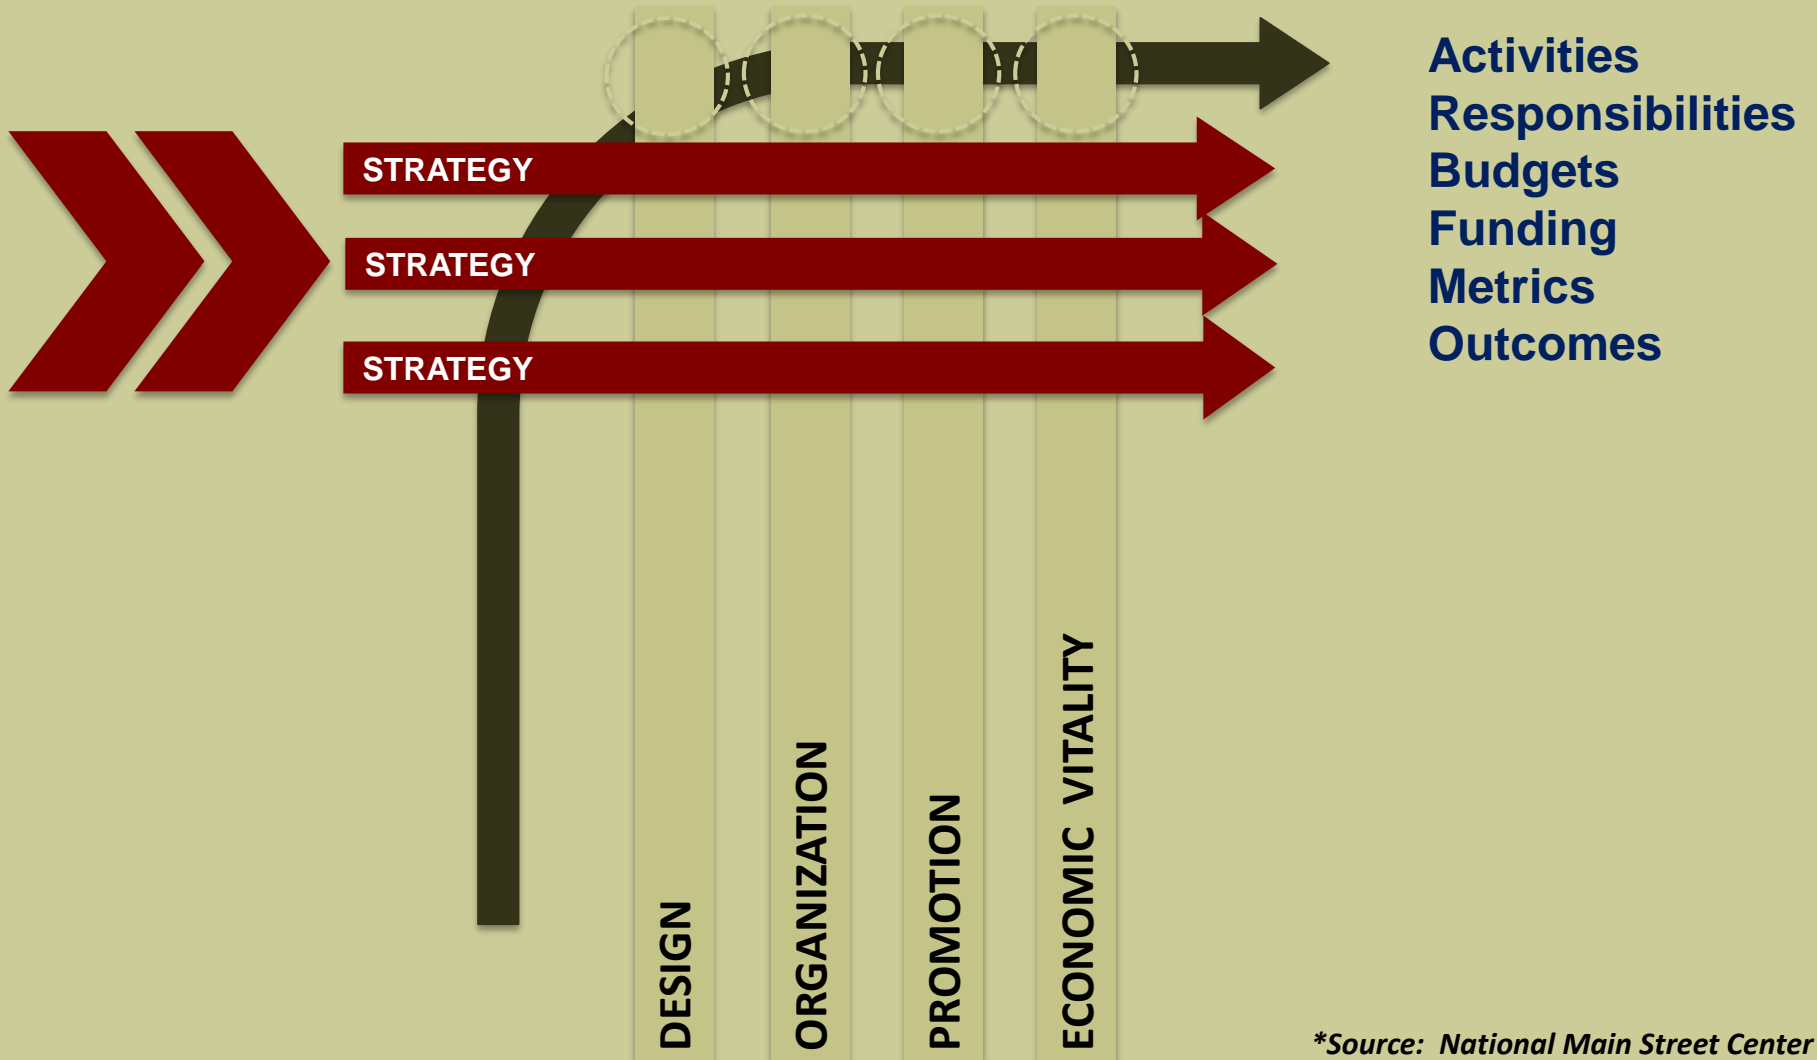 STRATEGY
STRATEGY
STRATEGY
Activities
Responsibilities
Budgets
Funding
Metrics
Outcomes
DESIGN
ORGANIZATION
PROMOTION
ECONOMIC VITALITY
*Source: National Main Street Center